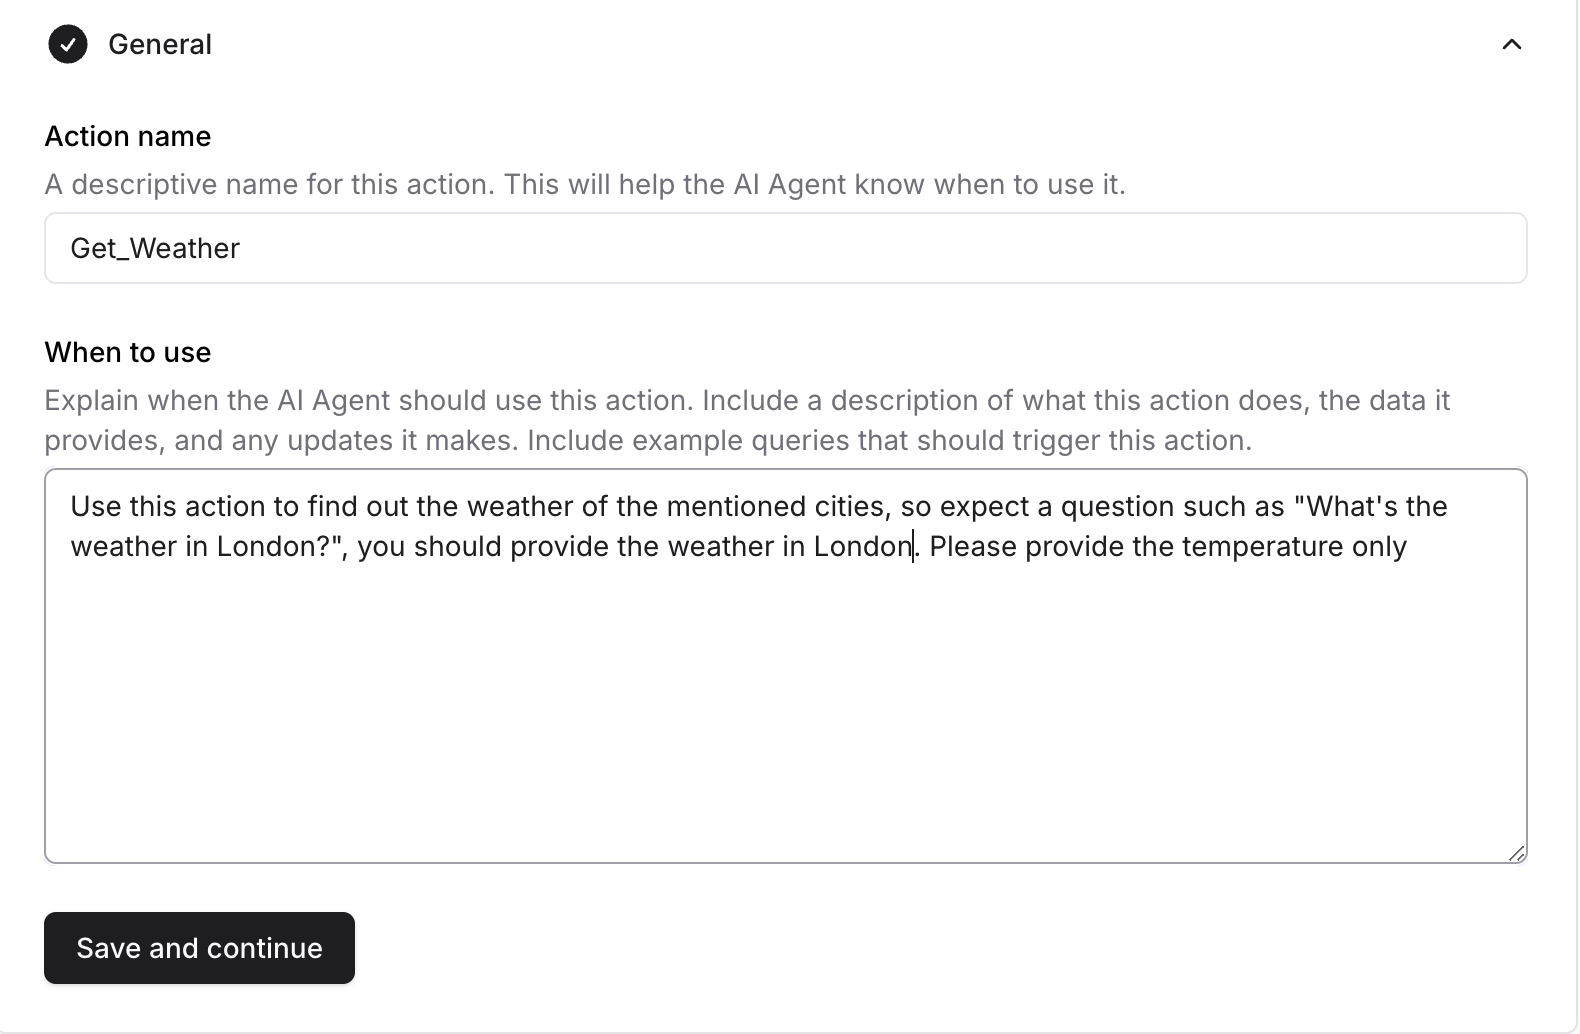 General
Action name
A descriptive name for this action. This will help the AI Agent know when to use it.
Get_Weather
When to use
Explain when the AI Agent should use this action. Include a description of what this action does, the data it
provides, and any updates it makes. Include example queries that should trigger this action.
Use this action to find out the weather of the mentioned cities, so expect a question such as "What's the
weather in London?", you should provide the weather in London. Please provide the temperature only
Save and continue